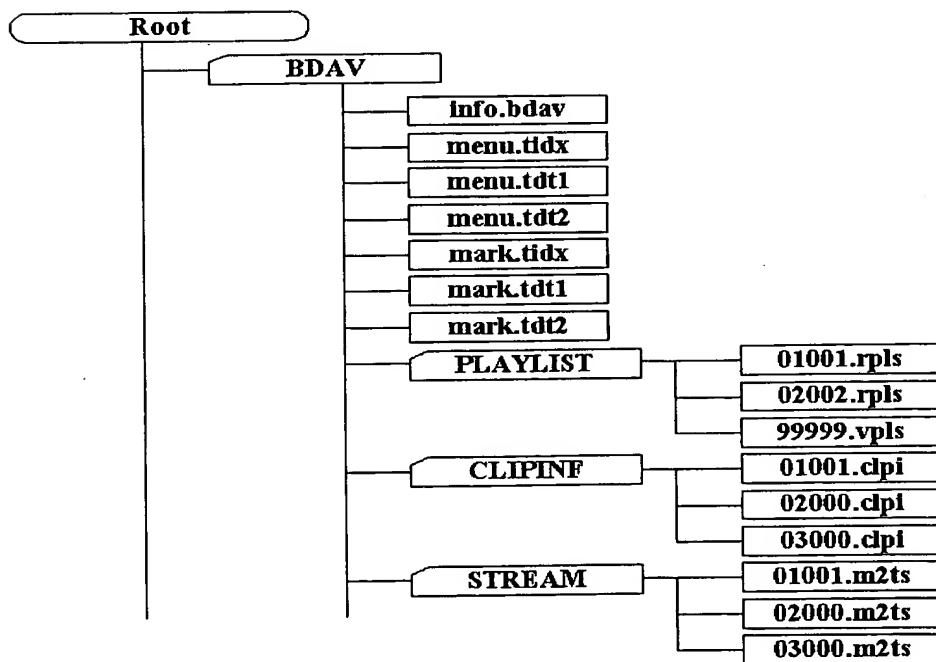 Root
BDAV
info.bdav
menu.tidx
menu.tdt1
menu.tdt2
mark.tidx
mark.tdt1
mark.tdt2
PLAYLIST
01001.rpls
02002.rpls
99999.vpls
CLIPINF
01001.clpi
02000.clpi
03000.clpi
STREAM
01001.m2ts
02000.m2ts
03000.m2ts